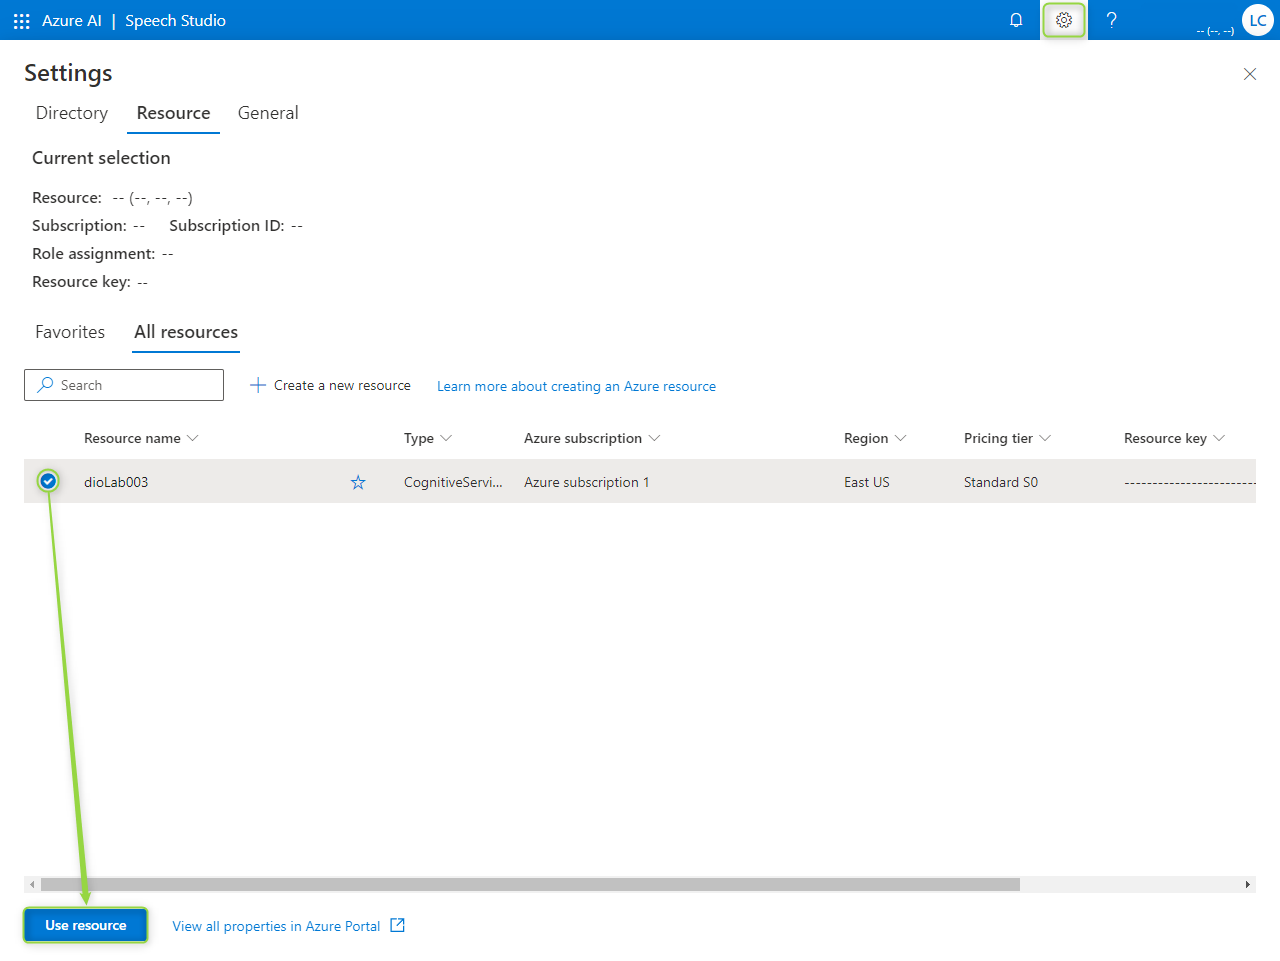 Azure AI | Speech Studio
? -- (--, --) LC
Settings
Directory Resource General
Current selection
Resource: -- (--, --, --)
Subscription: -- Subscription ID: --
Role assignment: --
Resource key: --
Favorites All resources
Search Create a new resource Learn more about creating an Azure resource
Resource name Type Azure subscription Region Pricing tier Resource key
dioLab003 CognitiveServi... Azure subscription 1 East US Standard S0 ------------------------
Use resource View all properties in Azure Portal